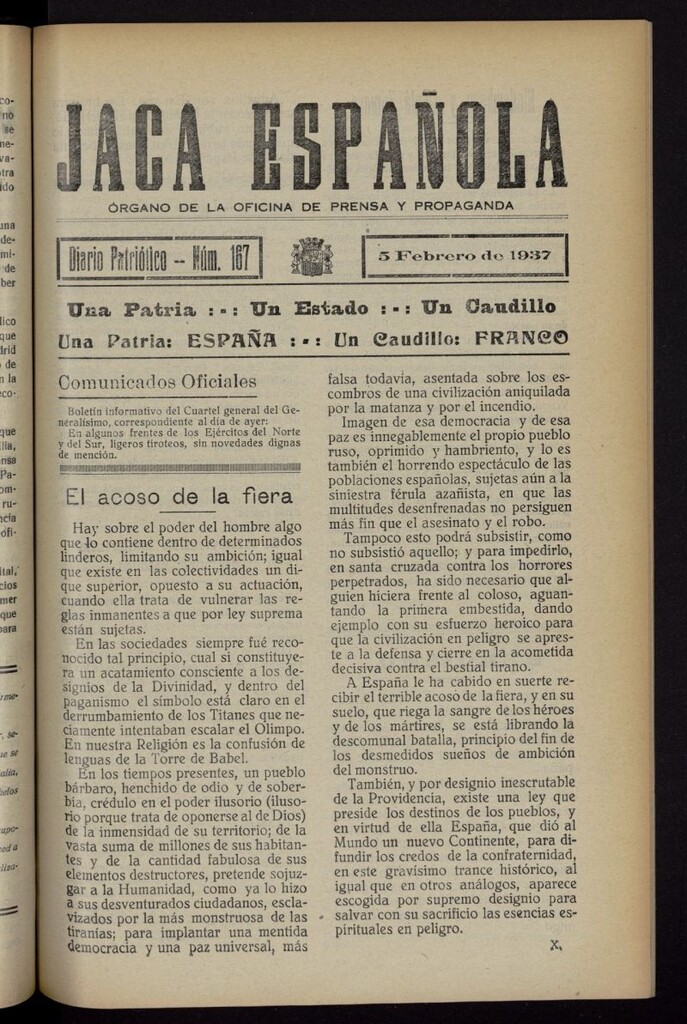 JACA ESPAÑOLA
ÓRGANO DE LA OFICINA DE PRENSA Y PROPAGANDA
Diario Patriótico — Núm. 167
5 Febrero de 1937
Una Patria :-: Un Estado :-: Un Caudillo
Una Patria: ESPAÑA :-: Un Caudillo: FRANCO
Comunicados Oficiales
Boletín informativo del Cuartel general del Ge-
neralísimo, correspondiente al día de ayer:
En algunos frentes de los Ejércitos del Norte
y del Sur, ligeros tiroteos, sin novedades dignas
de mención.
El acoso de la fiera
Hay sobre el poder del hombre algo
que lo contiene dentro de determinados
linderos, limitando su ambición; igual
que existe en las colectividades un di-
que superior, opuesto a su actuación,
cuando ella trata de vulnerar las re-
glas inmanentes a que por ley suprema
están sujetas.
En las sociedades siempre fué reco-
nocido tal principio, cual si constituye-
ra un acatamiento consciente a los de-
signios de la Divinidad, y dentro del
paganismo el símbolo está claro en el
derrumbamiento de los Titanes que ne-
ciamente intentaban escalar el Olimpo.
En nuestra Religión es la confusión de
lenguas de la Torre de Babel.
En los tiempos presentes, un pueblo
bárbaro, henchido de odio y de sober-
bia, crédulo en el poder ilusorio (iluso-
rio porque trata de oponerse al de Dios)
de la inmensidad de su territorio; de la
vasta suma de millones de sus habitan-
tes y de la cantidad fabulosa de sus
elementos destructores, pretende sojuz-
gar a la Humanidad, como ya lo hizo
a sus desventurados ciudadanos, escla-
vizados por la más monstruosa de las
tiranías; para implantar una mentida
democracia y una paz universal, más
falsa todavía, asentada sobre los es-
combros de una civilización aniquilada
por la matanza y por el incendio.
Imagen de esa democracia y de esa
paz es innegablemente el propio pueblo
ruso, oprimido y hambriento, y lo es
también el horrendo espectáculo de las
poblaciones españolas, sujetas aún a la
siniestra férula azañista, en que las
multitudes desenfrenadas no persiguen
más fin que el asesinato y el robo.
Tampoco esto podrá subsistir, como
no subsistió aquello; y para impedirlo,
en santa cruzada contra los horrores
perpetrados, ha sido necesario que al-
guien hiciera frente al coloso, aguan-
tando la primera embestida, dando
ejemplo con su esfuerzo heroico para
que la civilización en peligro se apres-
te a la defensa y cierre en la acometida
decisiva contra el bestial tirano.
A España le ha cabido en suerte re-
cibir el terrible acoso de la fiera, y en su
suelo, que riega la sangre de los héroes
y de los mártires, se está librando la
descomunal batalla, principio del fin de
los desmedidos sueños de ambición
del monstruo.
También, y por designio inescrutable
de la Providencia, existe una ley que
preside los destinos de los pueblos, y
en virtud de ella España, que dió al
Mundo un nuevo Continente, para di-
fundir los credos de la confraternidad,
en este gravísimo trance histórico, al
igual que en otros análogos, aparece
escogida por supremo designio para
salvar con su sacrificio las esencias es-
pirituales en peligro.
X.